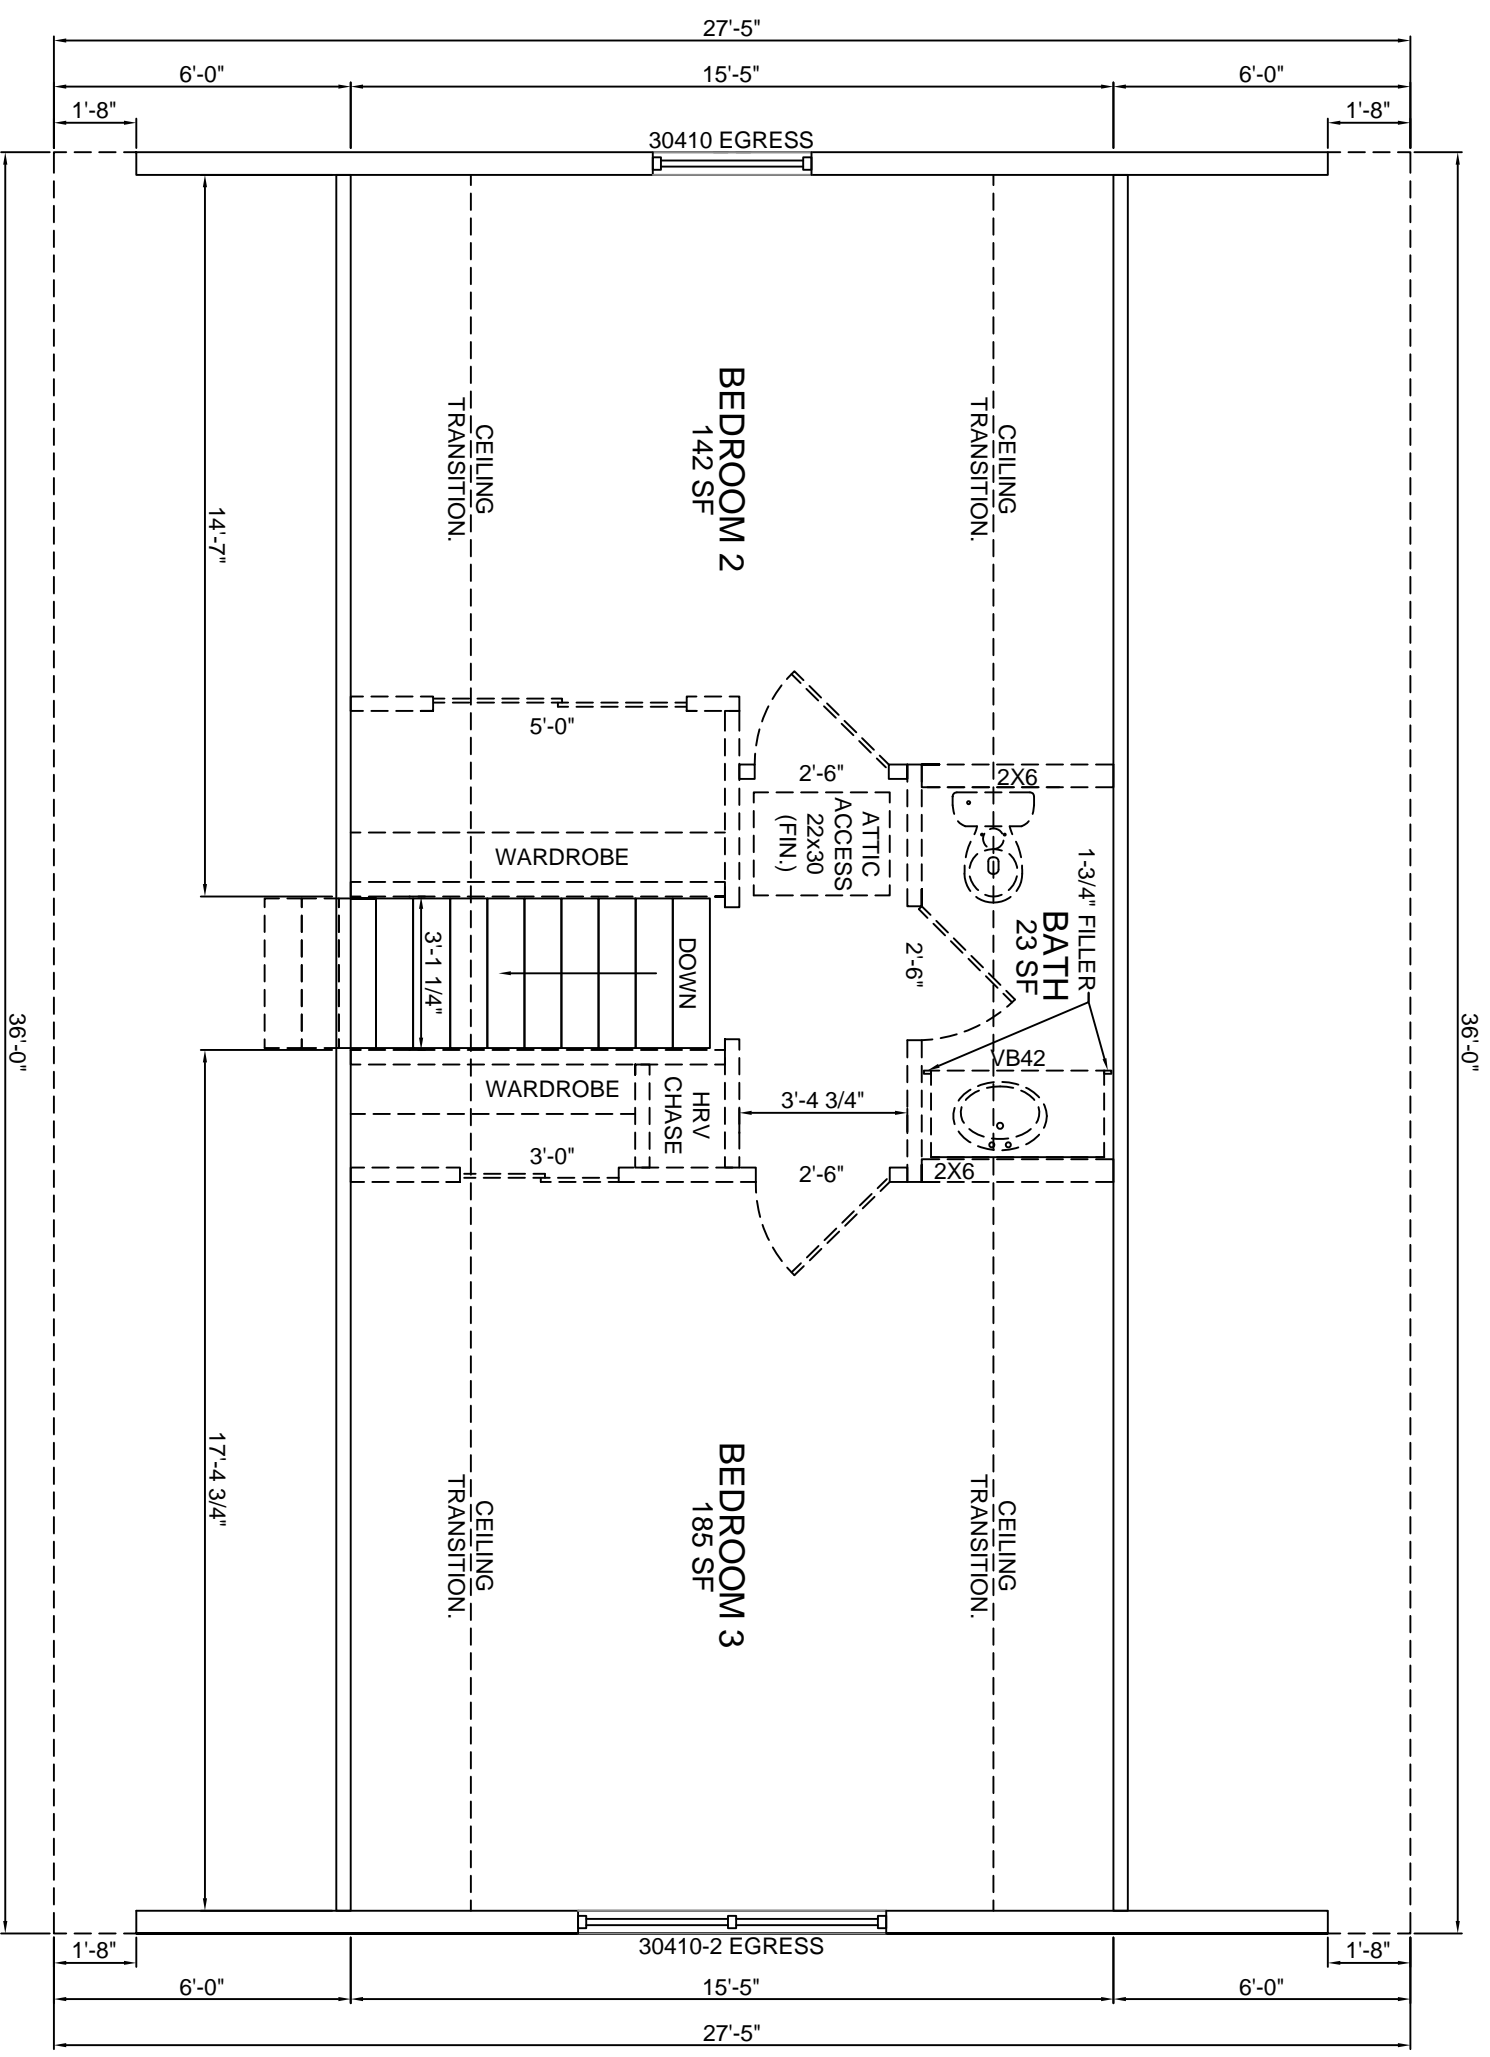 27'-5"
6'-0"
15'-5"
6'-0"
1'-8"
1'-8"
30410 EGRESS
CEILING
TRANSITION.
BEDROOM 2
142 SF
CEILING
TRANSITION.
14'-7"
5'-0"
2'-6"
2X6
ATTIC
ACCESS
22x30
(FIN.)
WARDROBE
1-3/4" FILLER
BATH
23 SF
2'-6"
DOWN
3'-1 1/4"
36'-0"
36'-0"
VB42
WARDROBE
HRV
CHASE
3'-4 3/4"
3'-0"
2'-6"
2X6
CEILING
TRANSITION.
BEDROOM 3
185 SF
CEILING
TRANSITION.
17'-4 3/4"
30410-2 EGRESS
1'-8"
1'-8"
6'-0"
15'-5"
6'-0"
27'-5"